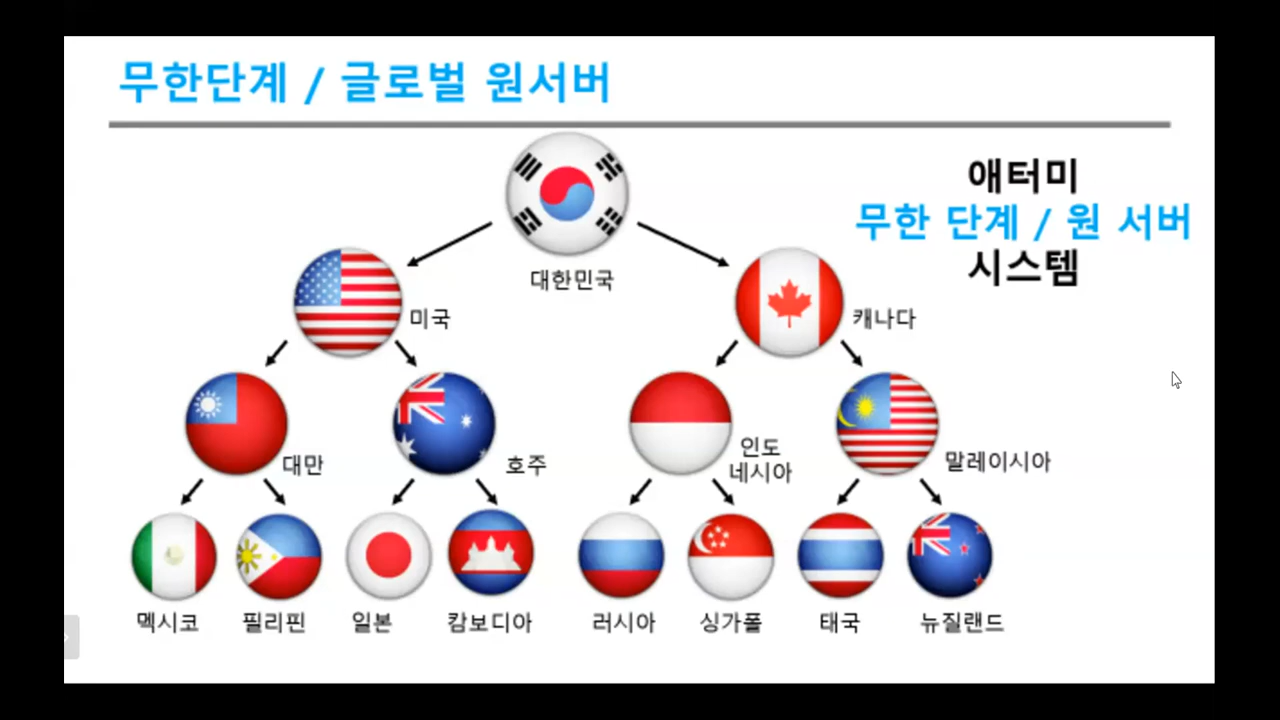 무한단계 / 글로벌 원서버
애터미
무한 단계 / 원 서버
시스템
대한민국
미국
캐나다
대만
호주
인도
네시아
말레이시아
멕시코
필리핀
일본
캄보디아
러시아
싱가폴
태국
뉴질랜드